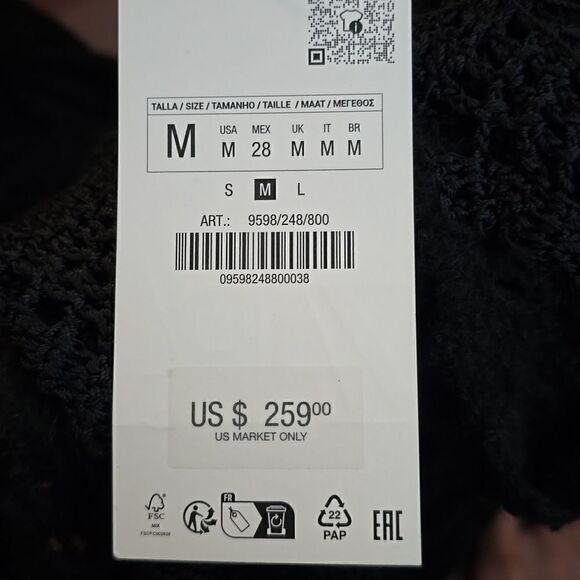 TALLA / SIZE / TAMANHO / TAILLE / MAAT / ΜΕΓΕΘΟΣ
M
USA MEX UK IT BR
M 28 M M M
S M L
ART.: 9598/248/800
09598248800038
US $ 259⁰⁰
US MARKET ONLY
FR
FSC
MIX
22
PAP
EAC